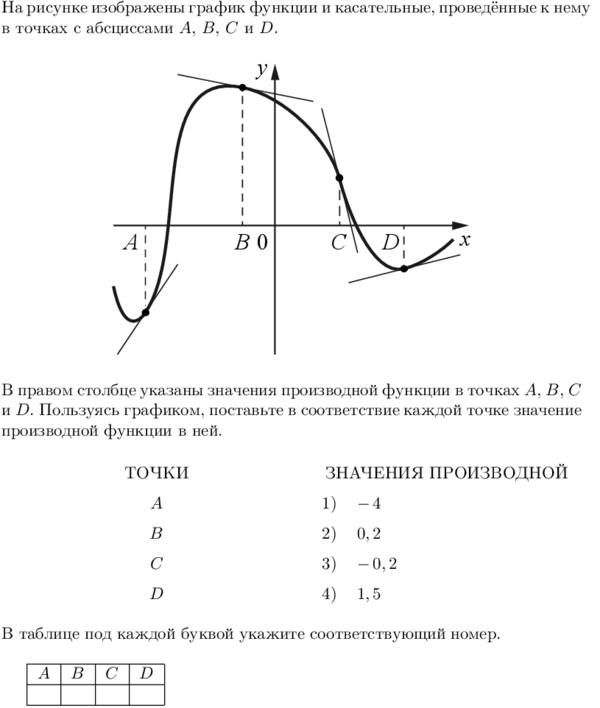 На рисунке изображены график функции и касательные, проведённые к нему
в точках с абсциссами A, B, C и D.
y
A B 0 C D x
В правом столбце указаны значения производной функции в точках A, B, C
и D. Пользуясь графиком, поставьте в соответствие каждой точке значение
производной функции в ней.
ТОЧКИ ЗНАЧЕНИЯ ПРОИЗВОДНОЙ
A 1) −4
B 2) 0,2
C 3) −0,2
D 4) 1,5
В таблице под каждой буквой укажите соответствующий номер.
A B C D